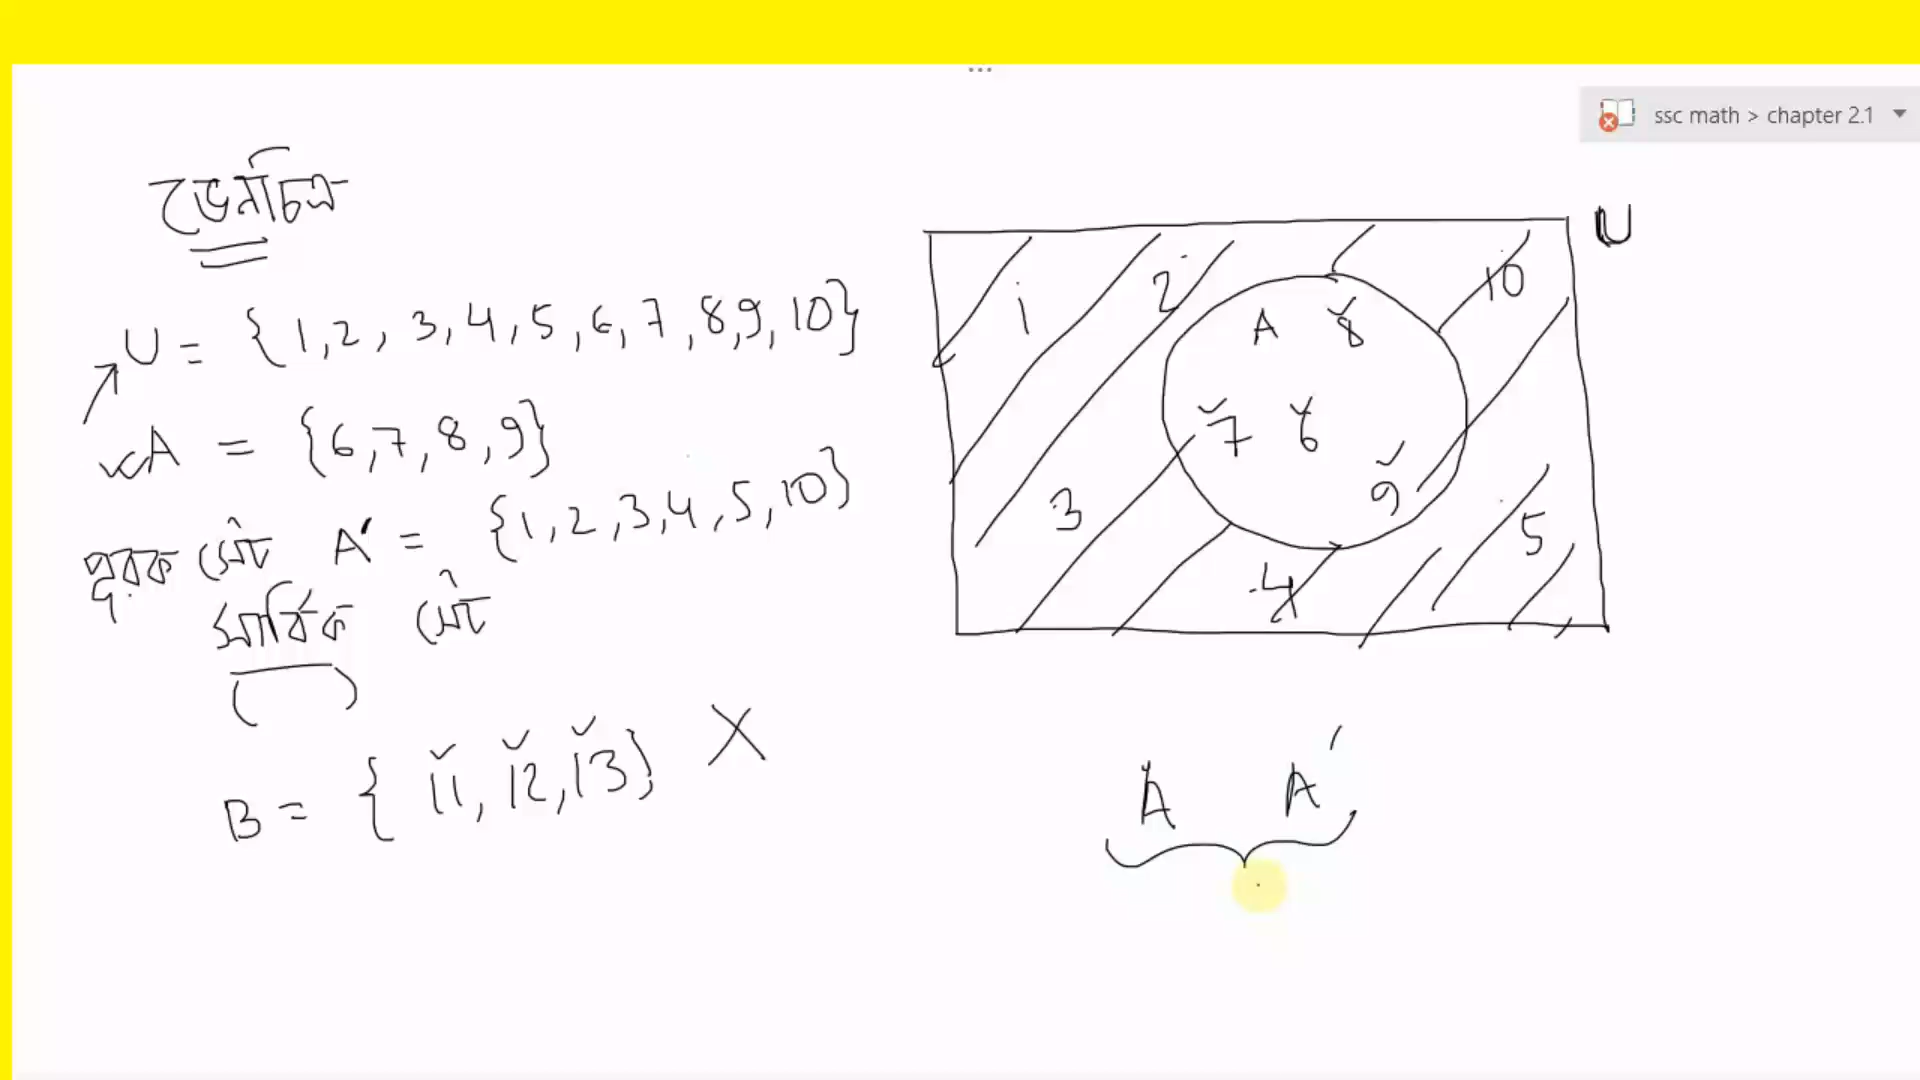 ssc math > chapter 2.1
ভেনচিত্র
U = {1,2, 3,4,5,6,7,8,9,10}
A = {6,7,8,9}
পূরক সেট A' = {1,2,3,4,5,10}
সার্বিক সেট
( )
B = { 11, 12,13} X
U
1 2 10
A 8
7 6
9
3 5
4
A A'